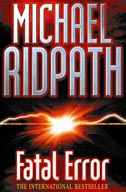 MICHAEL
RIDPATH
Fatal Error
THE INTERNATIONAL BESTSELLER